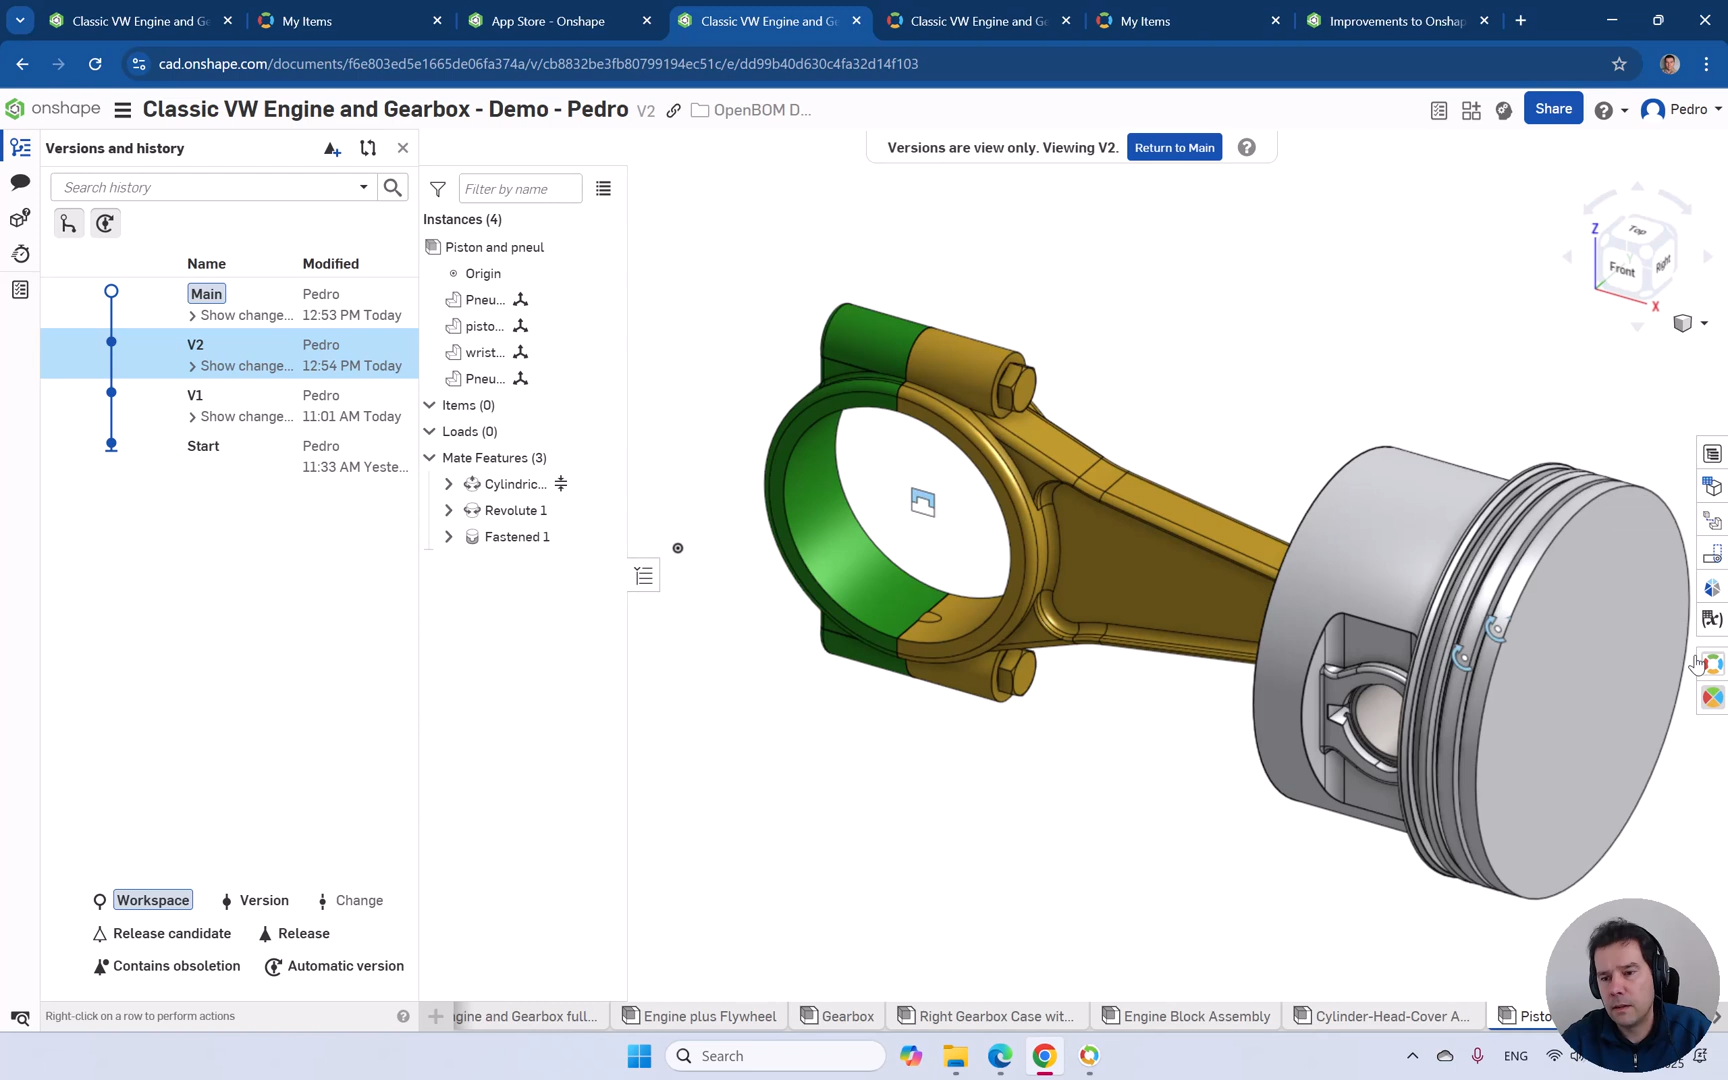 Classic VW Engine and Ge
My Items
App Store - Onshape
Classic VW Engine and Ge
Classic VW Engine and Ge
My Items
Improvements to Onshap
cad.onshape.com/documents/f6e803ed5e1665de06fa374a/v/cb8832be3fb80799194ec51c/e/dd99b40d630c4fa32d14f103
onshape
Classic VW Engine and Gearbox - Demo - Pedro V2
OpenBOM D...
Share
Pedro
Versions and history
Versions are view only. Viewing V2.
Return to Main
Search history
Filter by name
Instances (4)
Piston and pneul
Origin
Pneu...
pisto...
wrist...
Pneu...
Items (0)
Loads (0)
Mate Features (3)
Cylindric...
Revolute 1
Fastened 1
Name
Modified
Main
Pedro
Show change...
12:53 PM Today
V2
Pedro
Show change...
12:54 PM Today
V1
Pedro
Show change...
11:01 AM Today
Start
Pedro
11:33 AM Yeste...
Z
Top
Front
Right
X
Workspace
Version
Change
Release candidate
Release
Contains obsoletion
Automatic version
Right-click on a row to perform actions
ngine and Gearbox full...
Engine plus Flywheel
Gearbox
Right Gearbox Case wit...
Engine Block Assembly
Cylinder-Head-Cover A...
Pisto
Search
ENG